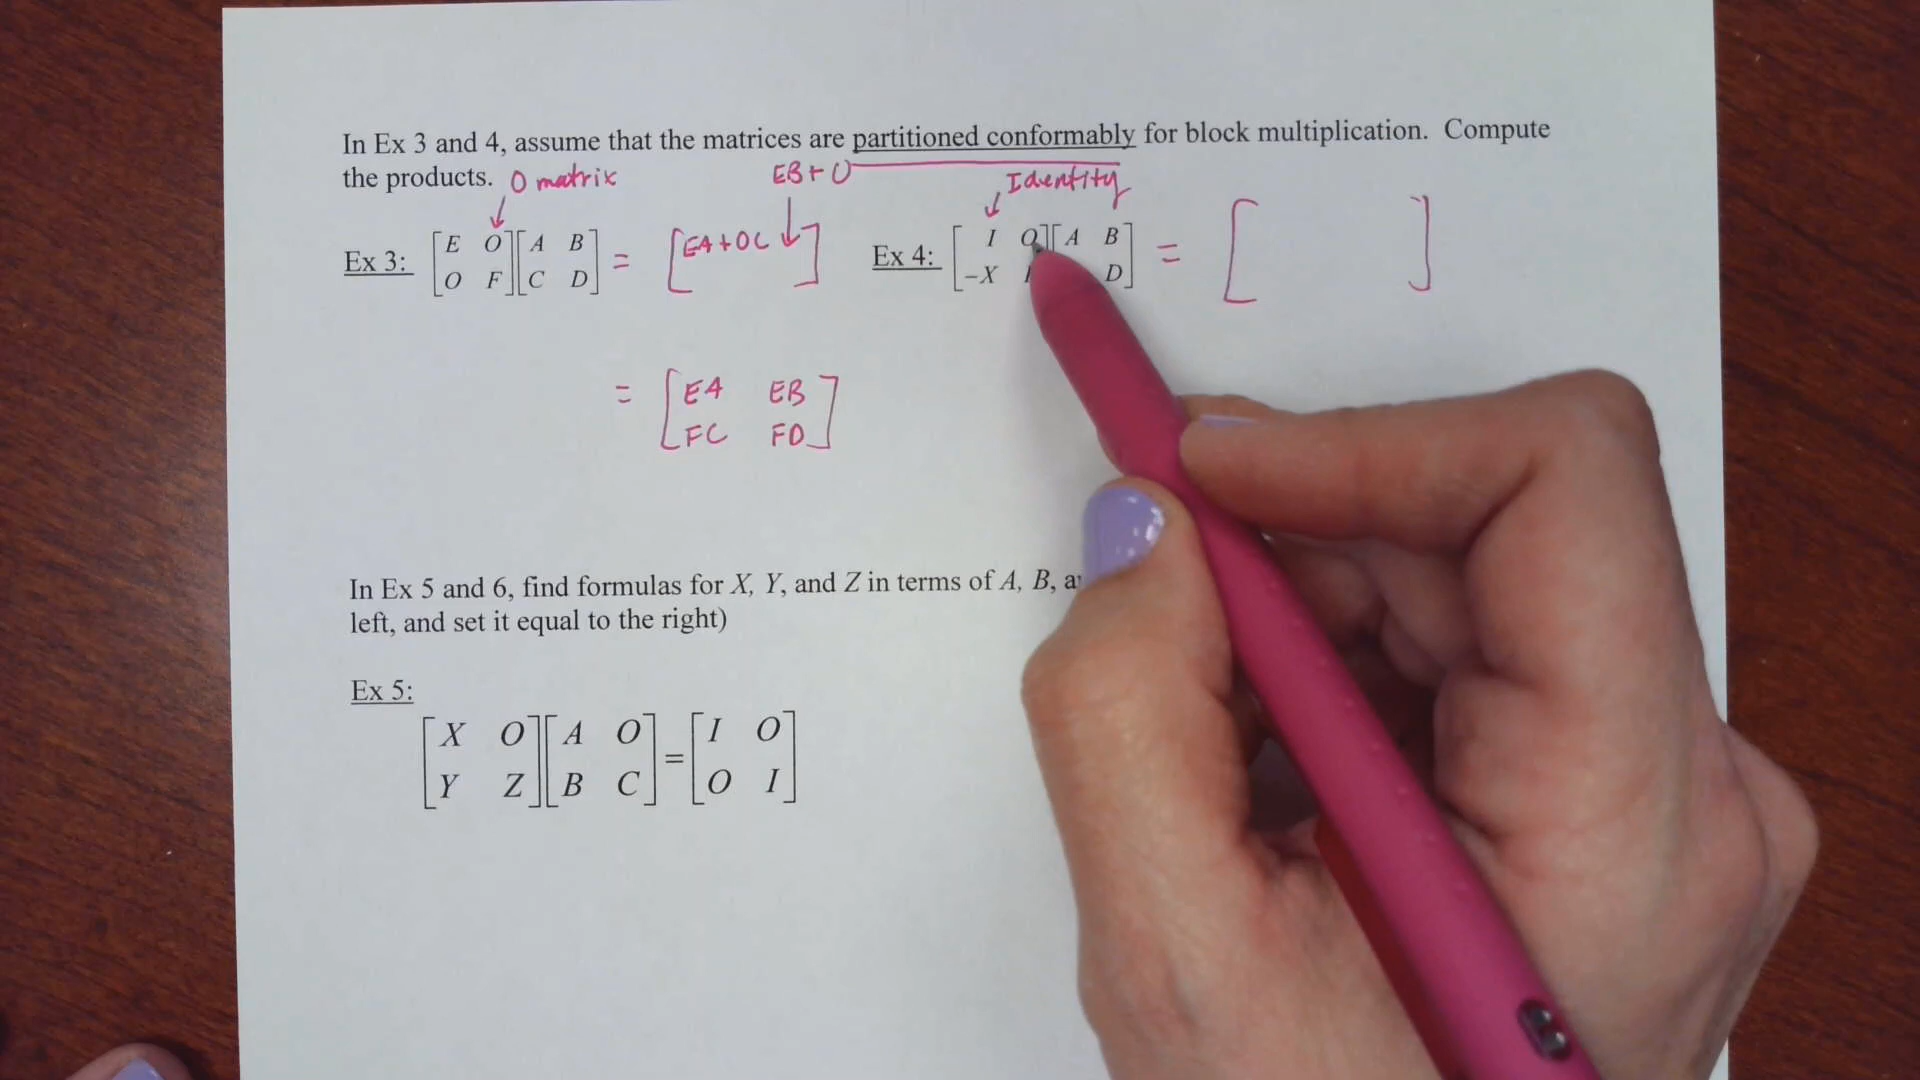 In Ex 3 and 4, assume that the matrices are partitioned conformably for block multiplication. Compute
the products. O matrix EB+O Identity
Ex 3: [E O] [A B] = [EA+OC ] Ex 4: [I O] [A B] = [ ]
[O F] [C D] [-X D]
= [EA EB]
[FC FD]
In Ex 5 and 6, find formulas for X, Y, and Z in terms of A, B,
left, and set it equal to the right)
Ex 5:
[X O] [A O] = [I O]
[Y Z] [B C] [O I]